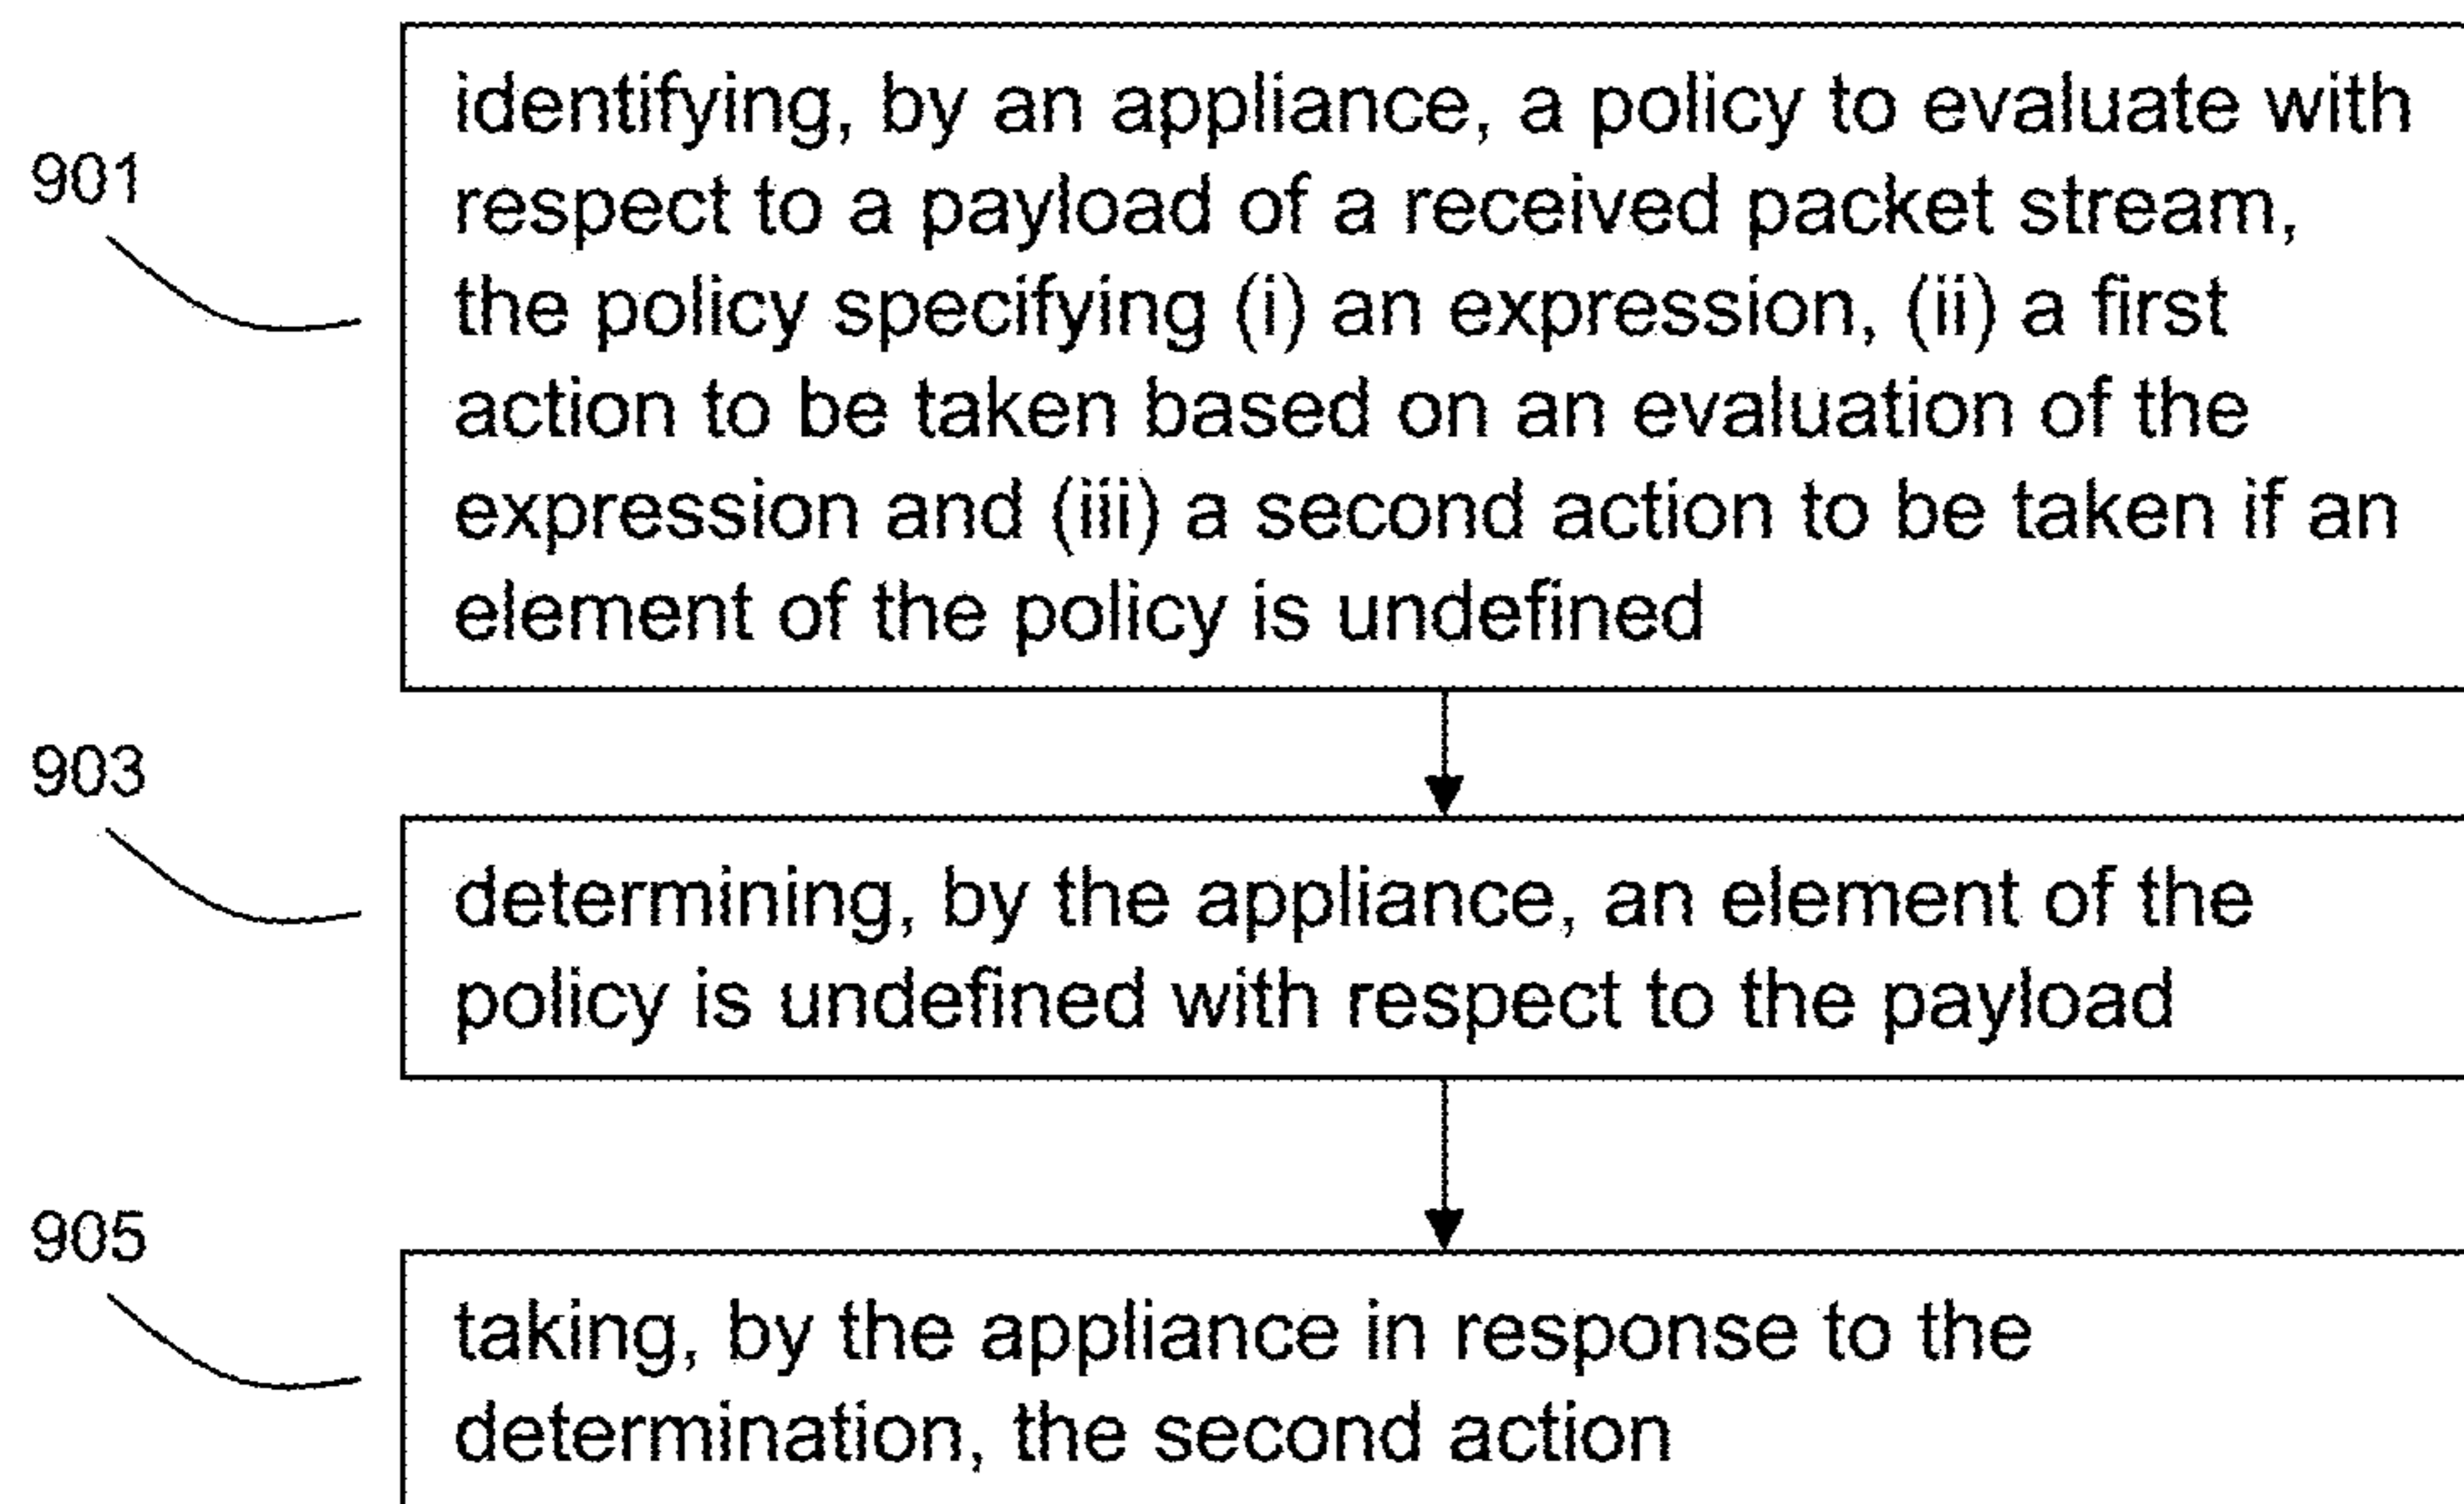 901
identifying, by an appliance, a policy to evaluate with
respect to a payload of a received packet stream,
the policy specifying (i) an expression, (ii) a first
action to be taken based on an evaluation of the
expression and (iii) a second action to be taken if an
element of the policy is undefined
903
determining, by the appliance, an element of the
policy is undefined with respect to the payload
905
taking, by the appliance in response to the
determination, the second action